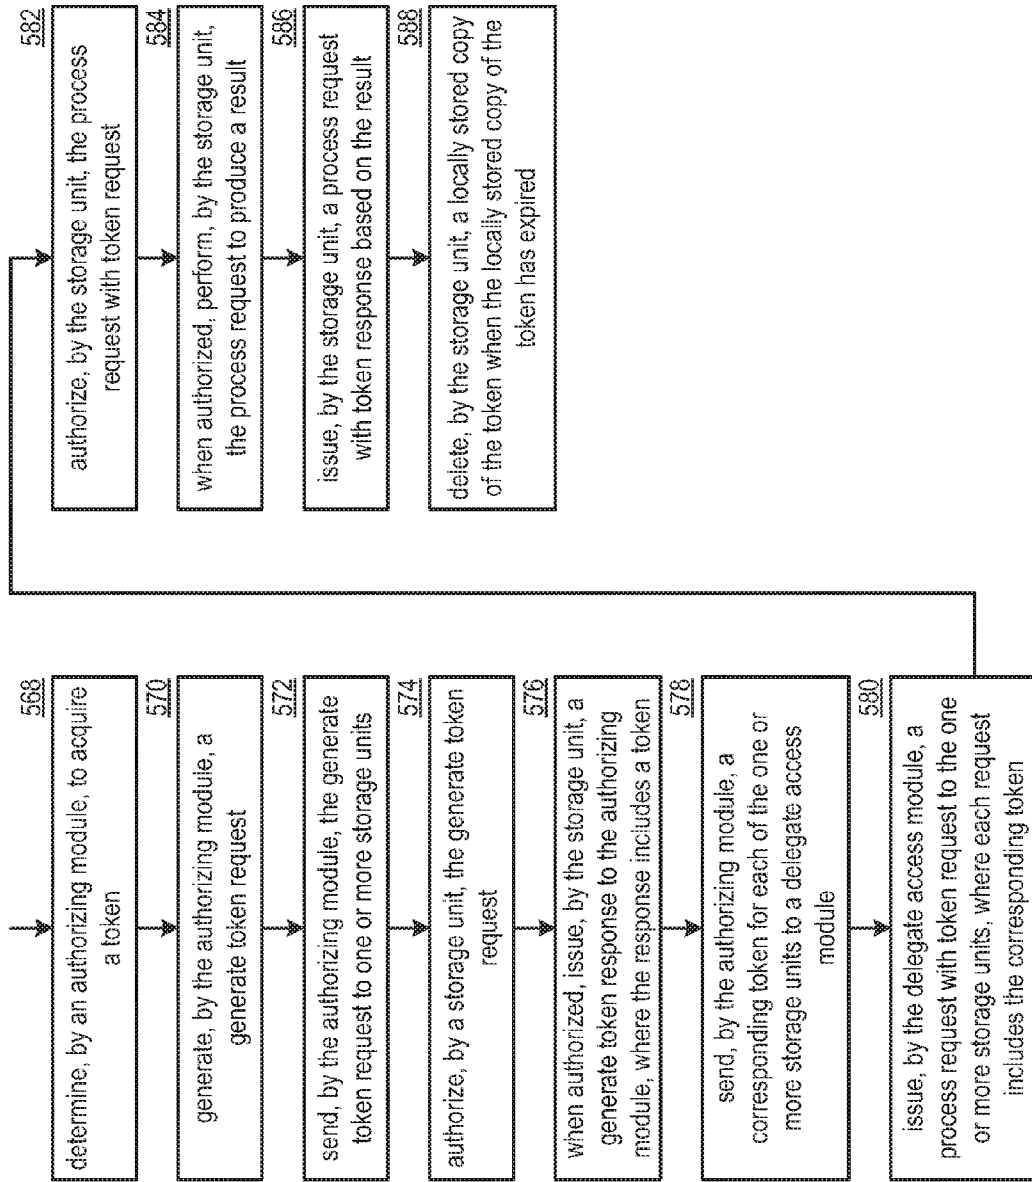 568
determine, by an authorizing module, to acquire
a token
570
generate, by the authorizing module, a
generate token request
572
send, by the authorizing module, the generate
token request to one or more storage units
574
authorize, by a storage unit, the generate token
request
576
when authorized, issue, by the storage unit, a
generate token response to the authorizing
module, where the response includes a token
578
send, by the authorizing module, a
corresponding token for each of the one or
more storage units to a delegate access
module
580
issue, by the delegate access module, a
process request with token request to the one
or more storage units, where each request
includes the corresponding token
582
authorize, by the storage unit, the process
request with token request
584
when authorized, perform, by the storage unit,
the process request to produce a result
586
issue, by the storage unit, a process request
with token response based on the result
588
delete, by the storage unit, a locally stored copy
of the token when the locally stored copy of the
token has expired